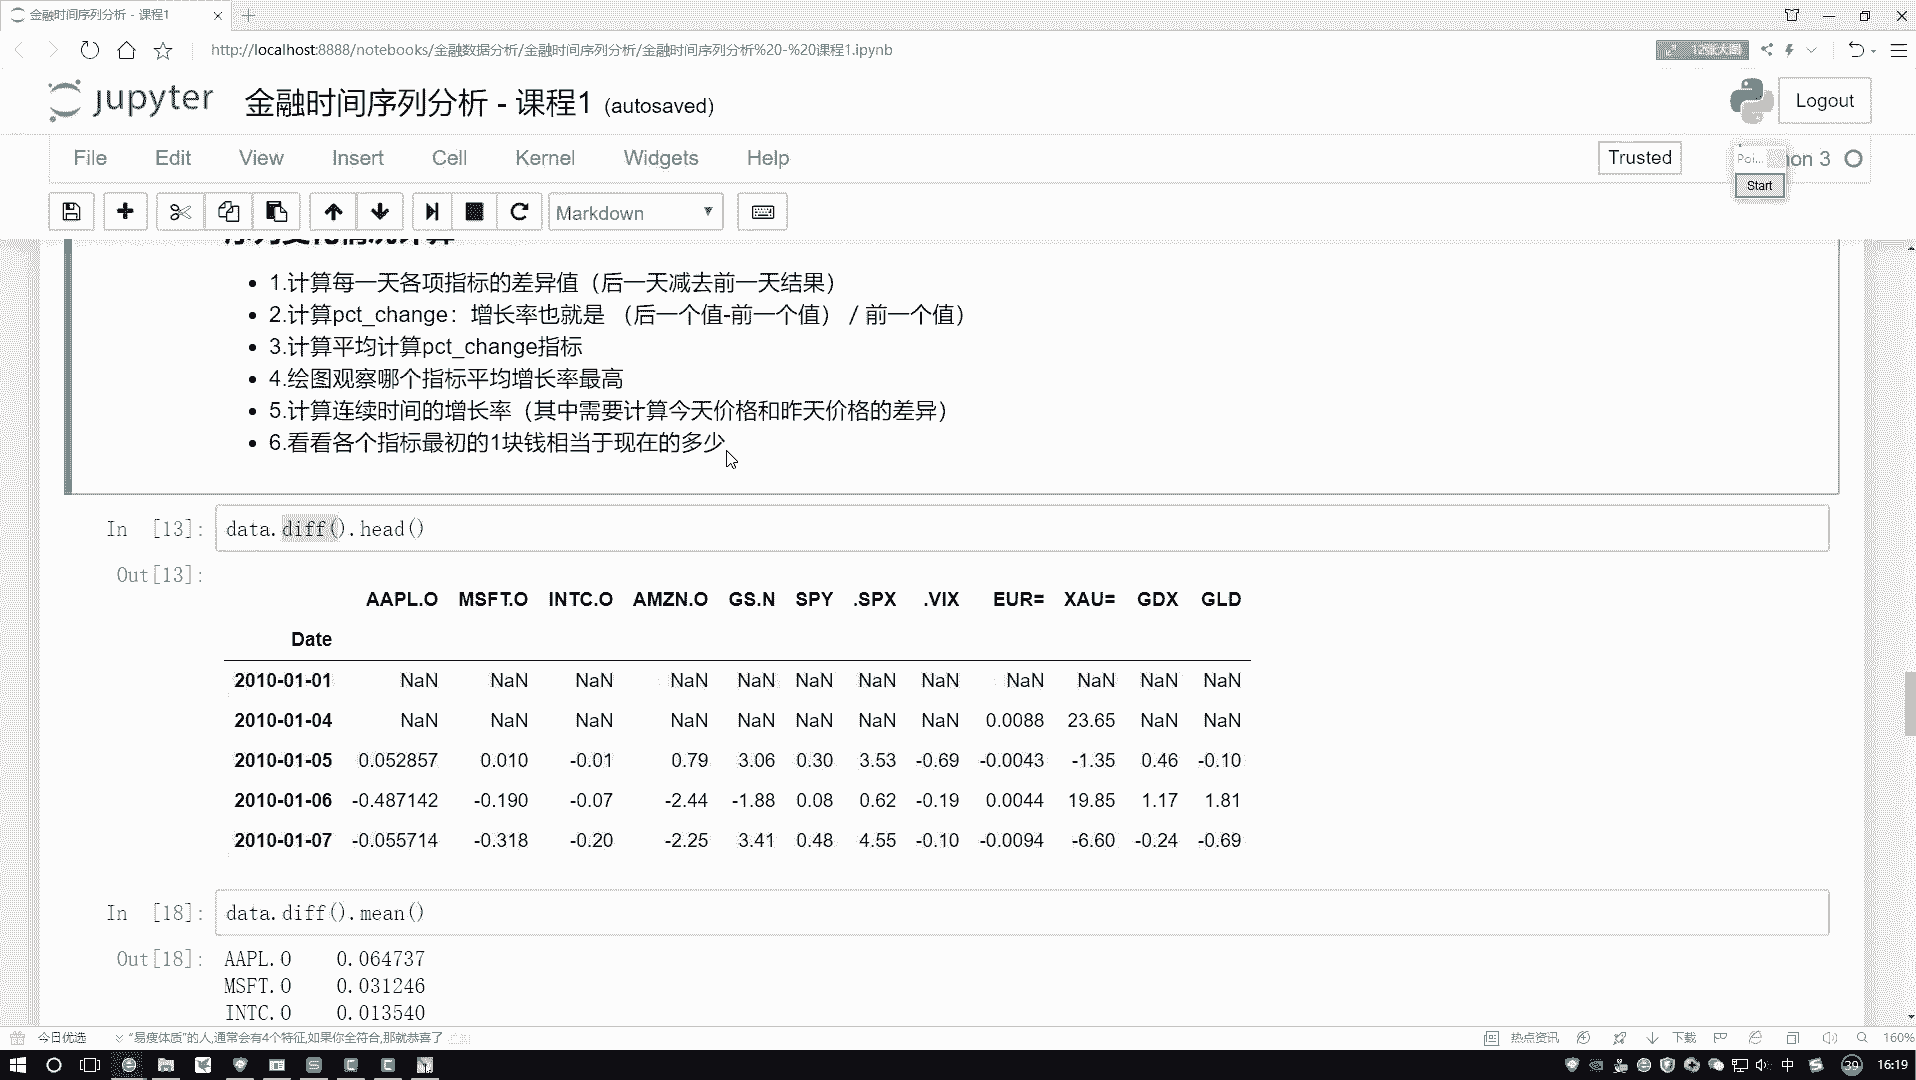 金融时间序列分析 - 课程1
http://localhost:8888/notebooks/金融数据分析/金融时间序列分析/金融时间序列分析%20-%20课程1.ipynb
12张大图
jupyter 金融时间序列分析 - 课程1 (autosaved)
Logout
File Edit View Insert Cell Kernel Widgets Help
Trusted
Poi... on 3
Start
Markdown
序列变化情况计算
1.计算每一天各项指标的差异值（后一天减去前一天结果）
2.计算pct_change：增长率也就是 （后一个值-前一个值） / 前一个值）
3.计算平均计算pct_change指标
4.绘图观察哪个指标平均增长率最高
5.计算连续时间的增长率（其中需要计算今天价格和昨天价格的差异）
6.看看各个指标最初的1块钱相当于现在的多少
In [13]: data.diff().head()
Out[13]:
AAPL.O MSFT.O INTC.O AMZN.O GS.N SPY .SPX .VIX EUR= XAU= GDX GLD
Date
2010-01-01 NaN NaN NaN NaN NaN NaN NaN NaN NaN NaN NaN NaN
2010-01-04 NaN NaN NaN NaN NaN NaN NaN NaN 0.0088 23.65 NaN NaN
2010-01-05 0.052857 0.010 -0.01 0.79 3.06 0.30 3.53 -0.69 -0.0043 -1.35 0.46 -0.10
2010-01-06 -0.487142 -0.190 -0.07 -2.44 -1.88 0.08 0.62 -0.19 0.0044 19.85 1.17 1.81
2010-01-07 -0.055714 -0.318 -0.20 -2.25 3.41 0.48 4.55 -0.10 -0.0094 -6.60 -0.24 -0.69
In [18]: data.diff().mean()
Out[18]: AAPL.O 0.064737
MSFT.O 0.031246
INTC.O 0.013540
今日优选 “易瘦体质”的人,通常会有4个特征,如果你全符合,那就恭喜了
热点资讯 下载 160%
中 39 16:19